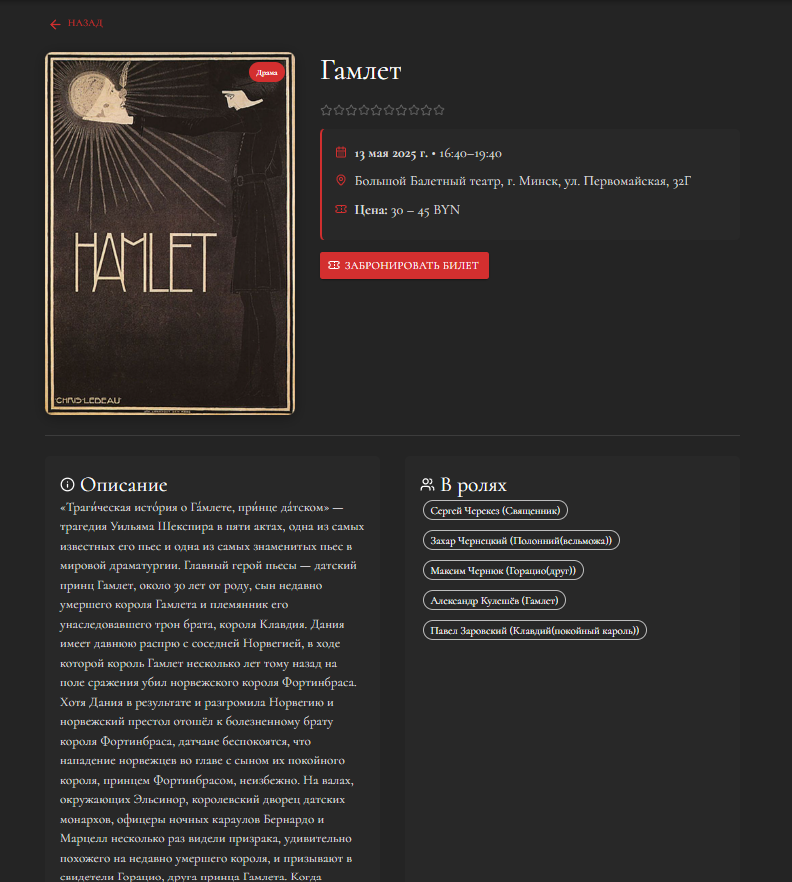 НАЗАД
Драма
HAMLET
CHRIS·LEBEAU
Гамлет
13 мая 2025 г. • 16:40–19:40
Большой Балетный театр, г. Минск, ул. Первомайская, 32Г
Цена: 30 – 45 BYN
ЗАБРОНИРОВАТЬ БИЛЕТ
Описание
«Траги́ческая исто́рия о Га́млете, при́нце да́тском» —
трагедия Уильяма Шекспира в пяти актах, одна из самых
известных его пьес и одна из самых знаменитых пьес в
мировой драматургии. Главный герой пьесы — датский
принц Гамлет, около 30 лет от роду, сын недавно
умершего короля Гамлета и племянник его
унаследовавшего трон брата, короля Клавдия. Дания
имеет давнюю распрю с соседней Норвегией, в ходе
которой король Гамлет несколько лет тому назад на
поле сражения убил норвежского короля Фортинбраса.
Хотя Дания в результате и разгромила Норвегию и
норвежский престол отошёл к болезненному брату
короля Фортинбраса, датчане беспокоятся, что
нападение норвежцев во главе с сыном их покойного
короля, принцем Фортинбрасом, неизбежно. На валах,
окружающих Эльсинор, королевский дворец датских
монархов, офицеры ночных караулов Бернардо и
Марцелл несколько раз видели призрака, удивительно
похожего на недавно умершего короля, и призывают в
свидетели Горацио, друга принца Гамлета. Когда
В ролях
Сергей Черекез (Священник)
Захар Чернецкий (Полонний(вельможа))
Максим Чернюк (Горацио(друг))
Александр Кулешёв (Гамлет)
Павел Заровский (Клавдий(покойный кароль))